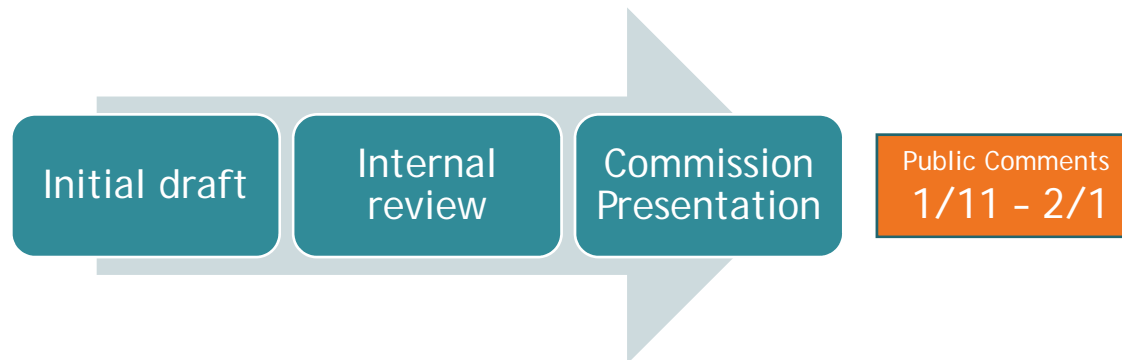 Initial draft
Internal
review
Commission
Presentation
Public Comments
1/11 - 2/1